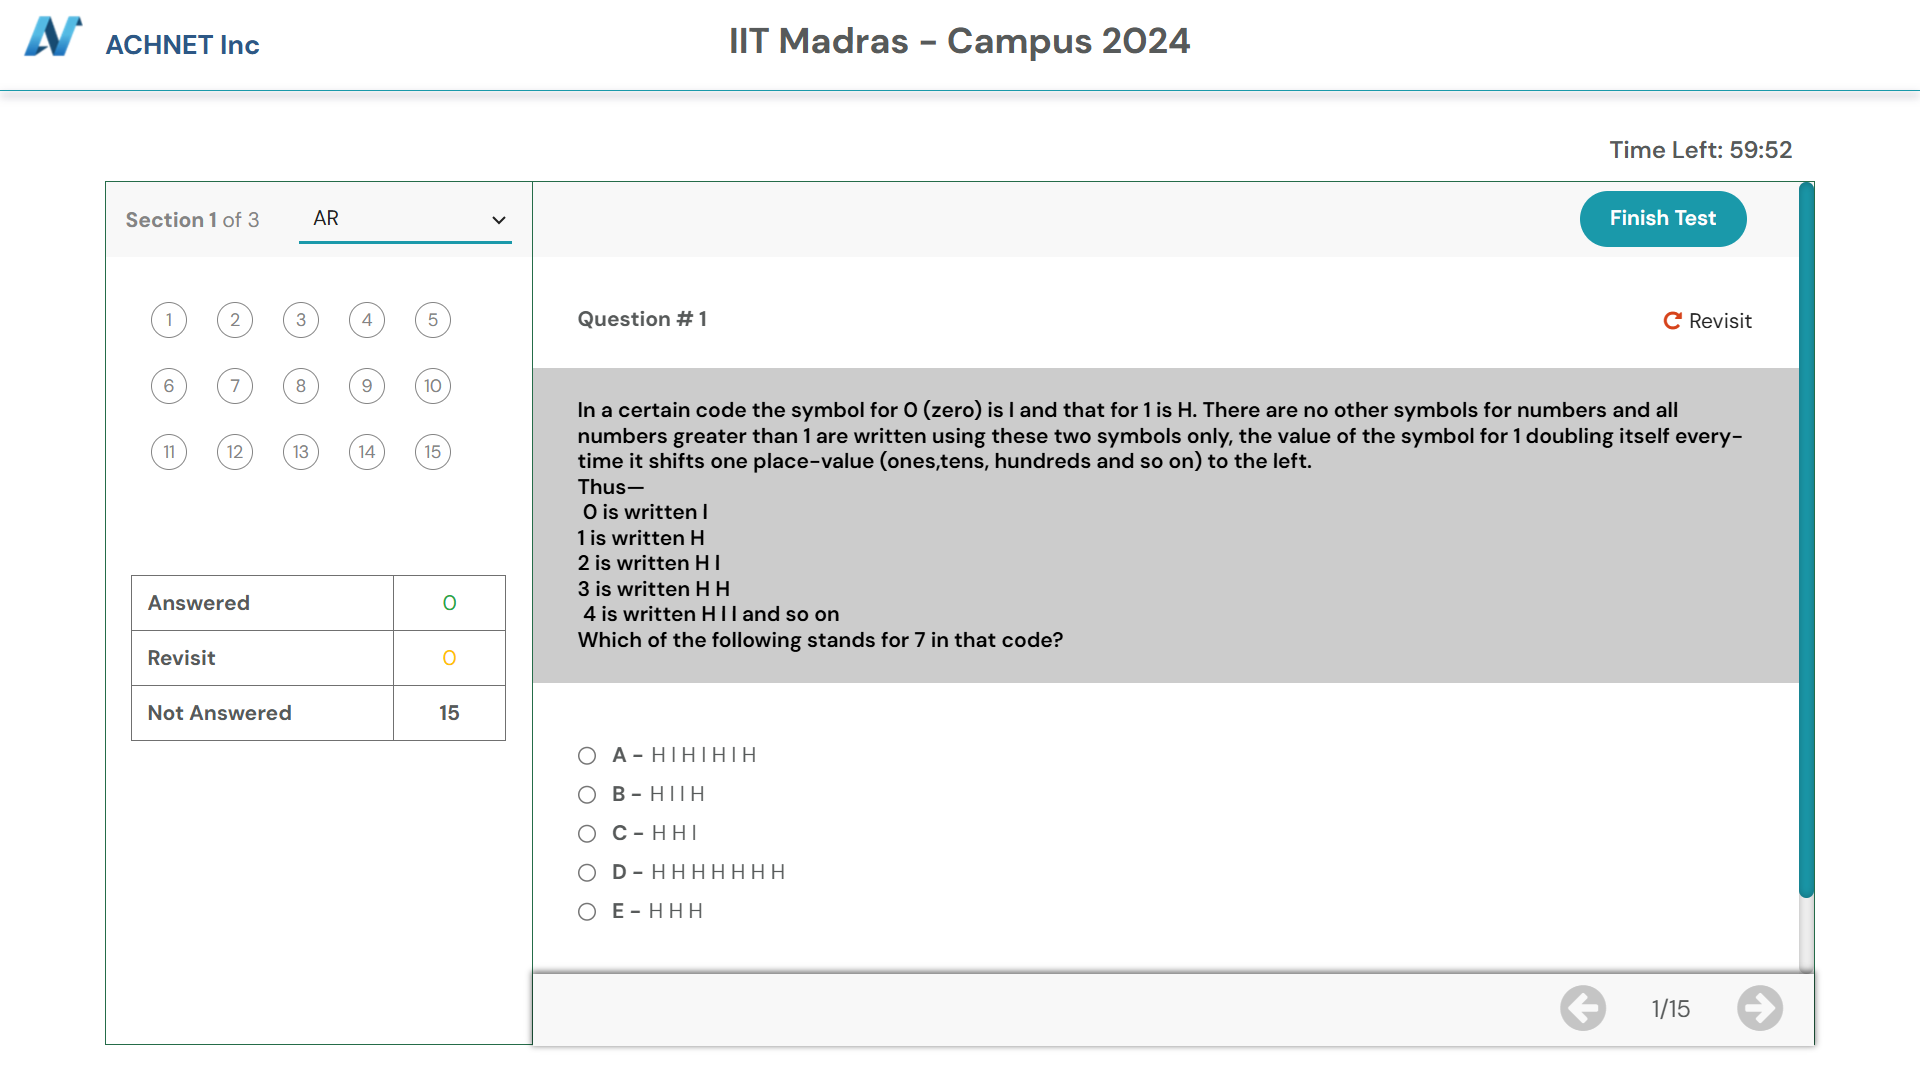 ACHNET Inc
IIT Madras - Campus 2024
Time Left: 59:52
Section 1 of 3
AR
Finish Test
1 2 3 4 5
6 7 8 9 10
11 12 13 14 15
Answered 0
Revisit 0
Not Answered 15
Question # 1
Revisit
In a certain code the symbol for 0 (zero) is I and that for 1 is H. There are no other symbols for numbers and all
numbers greater than 1 are written using these two symbols only, the value of the symbol for 1 doubling itself every-
time it shifts one place-value (ones,tens, hundreds and so on) to the left.
Thus—
0 is written I
1 is written H
2 is written H I
3 is written H H
4 is written H I I and so on
Which of the following stands for 7 in that code?
A - H I H I H I H
B - H I I H
C - H H I
D - H H H H H H H
E - H H H
1/15